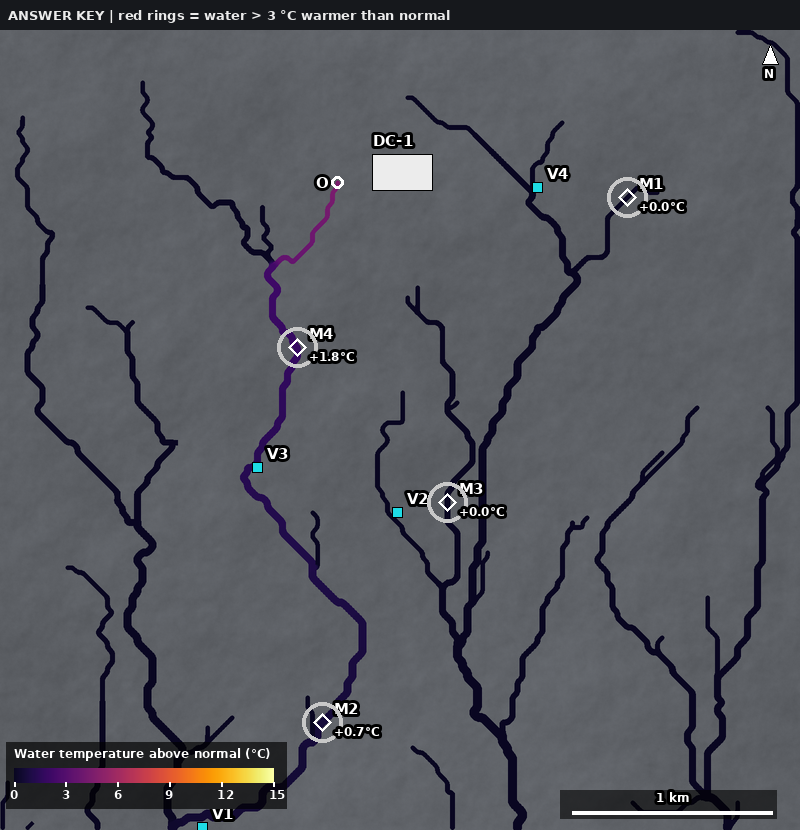 ANSWER KEY | red rings = water > 3 °C warmer than normal
N
DC-1
O
V4
M1
+0.0°C
M4
+1.8°C
V3
M3
V2
+0.0°C
M2
+0.7°C
Water temperature above normal (°C)
0 3 6 9 12 15
V1
1 km